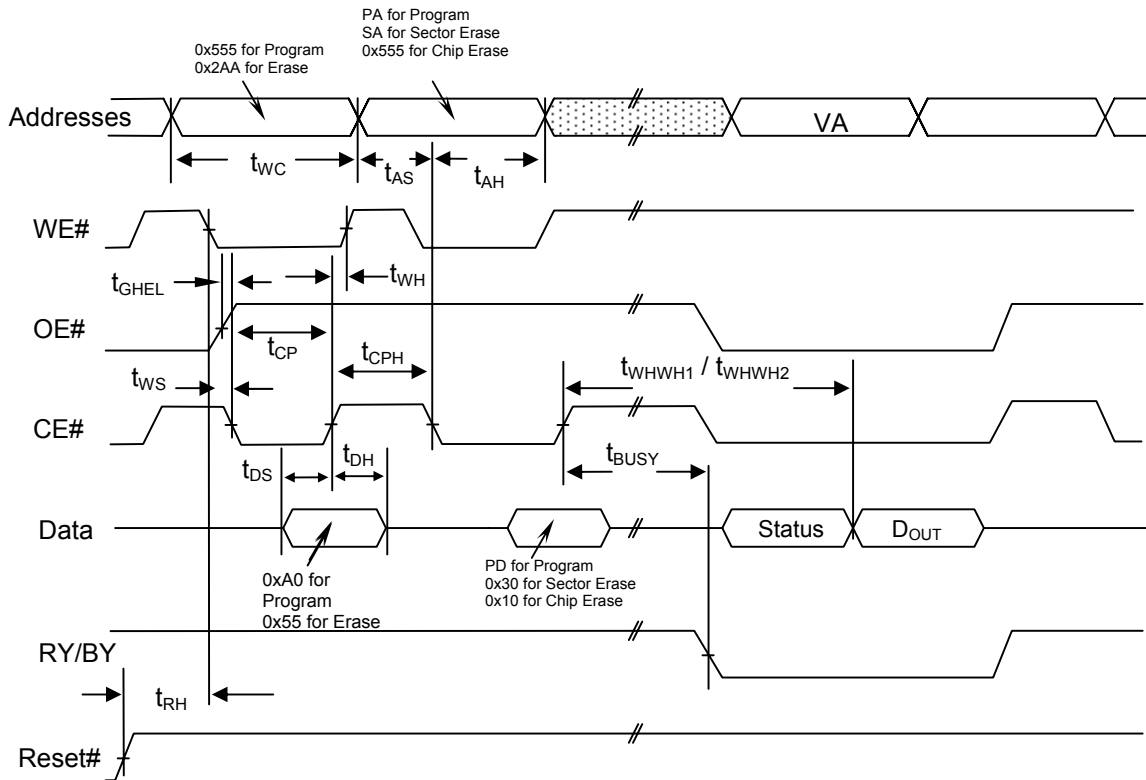 PA for Program
SA for Sector Erase
0x555 for Chip Erase
0x555 for Program
0x2AA for Erase
Addresses
VA
tWC
tAS
tAH
WE#
tWH
tGHEL
OE#
tCP
tCPH
tWHWH1 / tWHWH2
tWS
CE#
tBUSY
tDS
tDH
Data
Status
DOUT
0xA0 for
Program
0x55 for Erase
PD for Program
0x30 for Sector Erase
0x10 for Chip Erase
RY/BY
tRH
Reset#